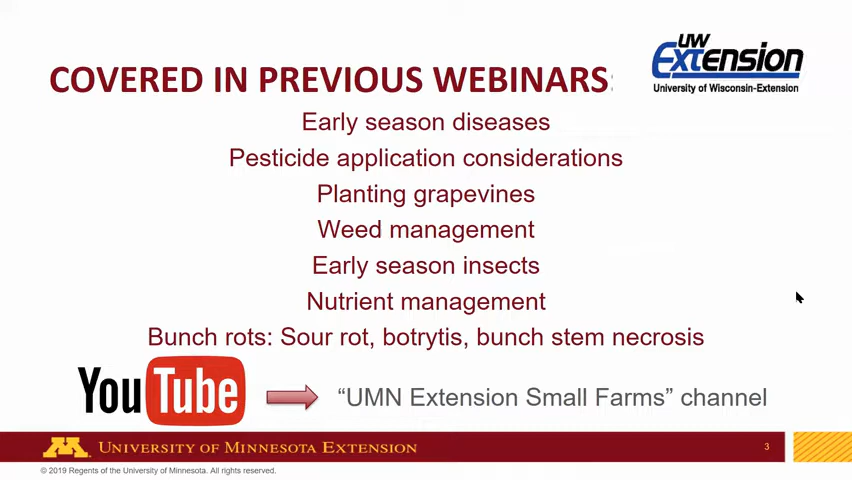 COVERED IN PREVIOUS WEBINARS:
UW
Extension
University of Wisconsin-Extension
Early season diseases
Pesticide application considerations
Planting grapevines
Weed management
Early season insects
Nutrient management
Bunch rots: Sour rot, botrytis, bunch stem necrosis
YouTube
“UMN Extension Small Farms” channel
M UNIVERSITY OF MINNESOTA EXTENSION
3
© 2019 Regents of the University of Minnesota. All rights reserved.